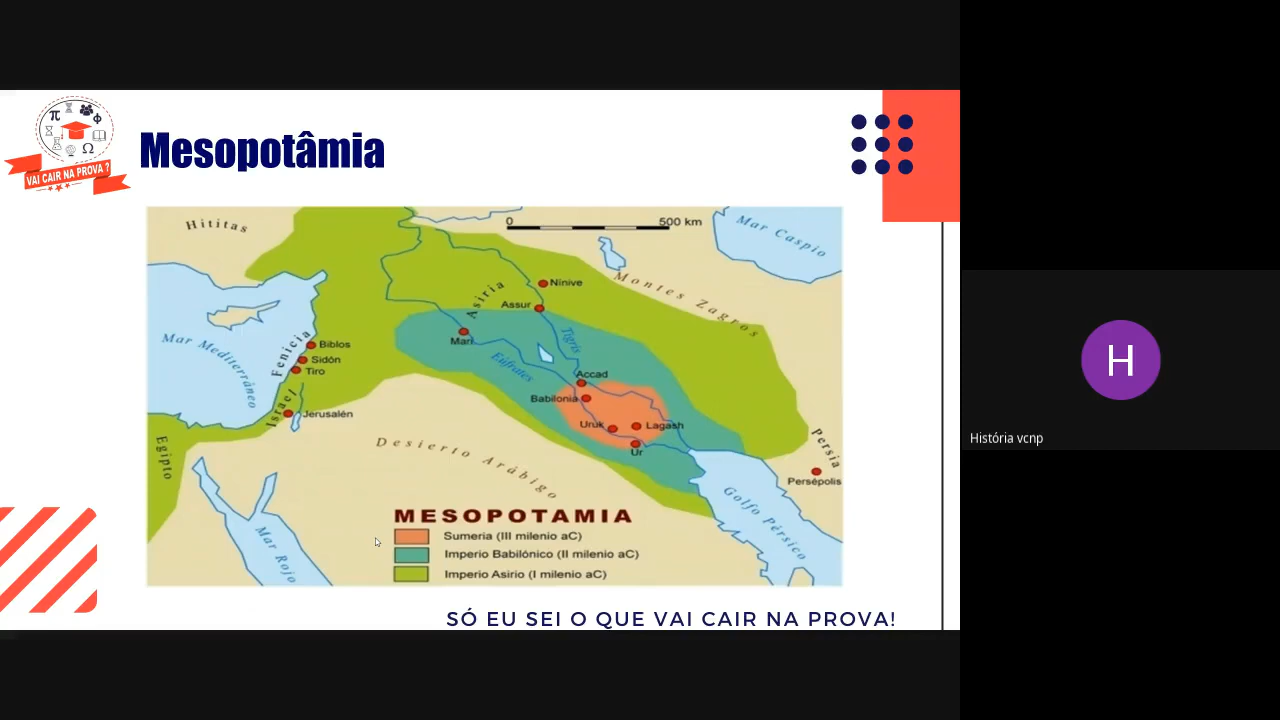 VAI CAIR NA PROVA ?
Mesopotâmia
Hititas
0 500 km
Mar Caspio
Montes Zagros
Nínive
Asiria
Assur
Mari
Tigris
Eúfrates
Mar Mediterráneo
Fenicia
Biblos
Sidón
Tiro
Israel
Jerusalén
Accad
Babilonia
Uruk
Lagash
Ur
Egipto
Desierto Arábigo
Persia
Persépolis
Golfo Pérsico
Mar Rojo
MESOPOTAMIA
Sumeria (III milenio aC)
Imperio Babilónico (II milenio aC)
Imperio Asirio (I milenio aC)
SÓ EU SEI O QUE VAI CAIR NA PROVA!
H
História vcnp